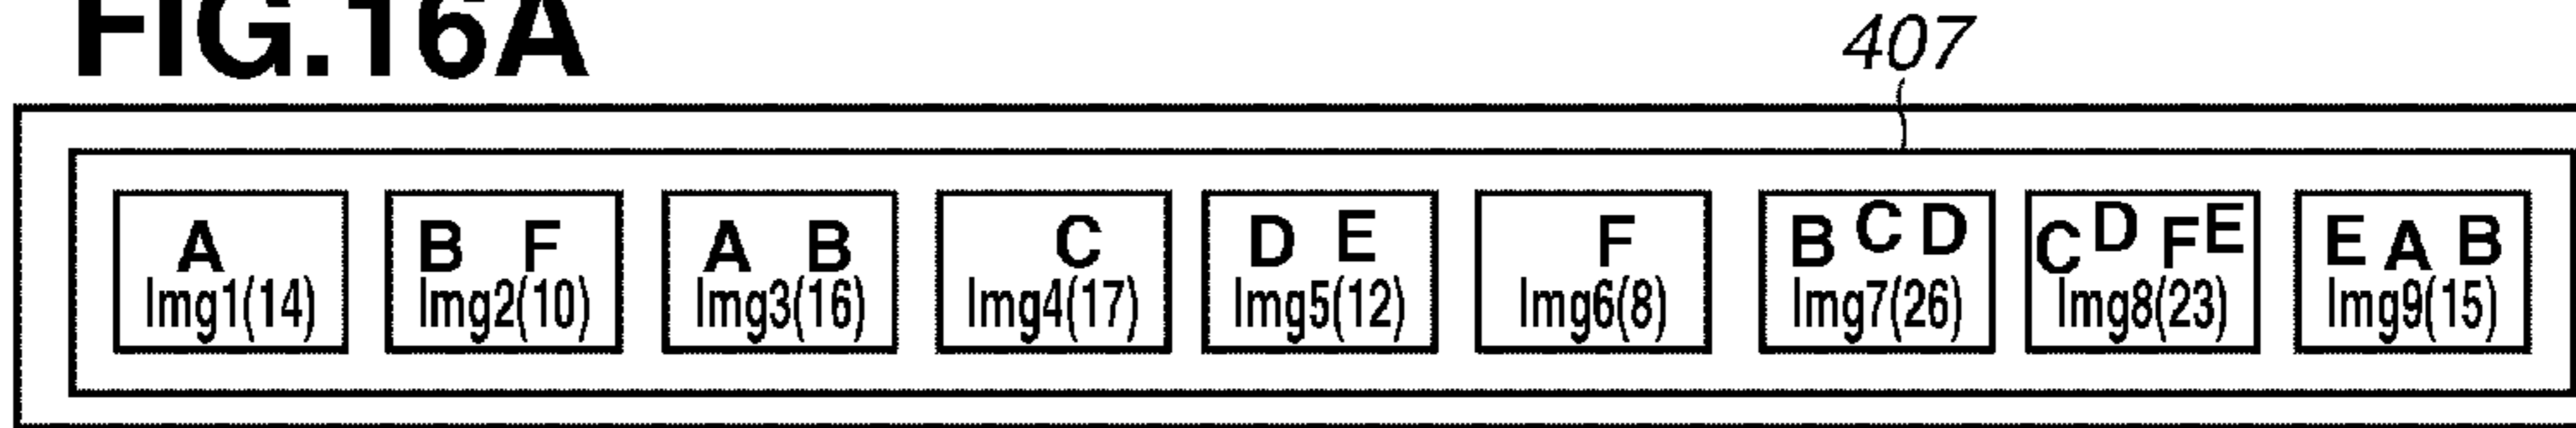 FIG.16A
407
A B F A B C D E F B C D C D F E E A B
Img1(14) Img2(10) Img3(16) Img4(17) Img5(12) Img6(8) Img7(26) Img8(23) Img9(15)